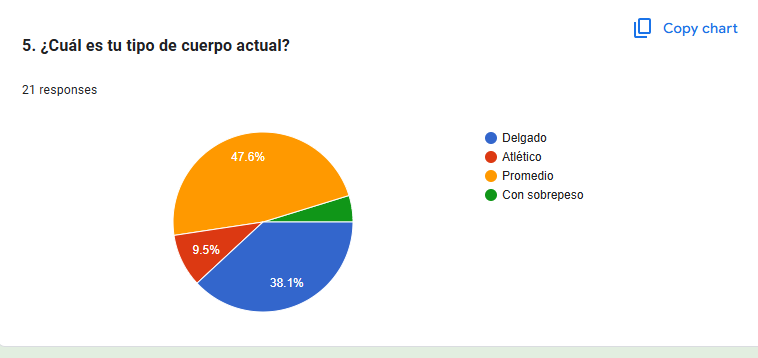 Copy chart
5. ¿Cuál es tu tipo de cuerpo actual?
21 responses
Delgado
Atlético
Promedio
Con sobrepeso
47.6%
9.5%
38.1%